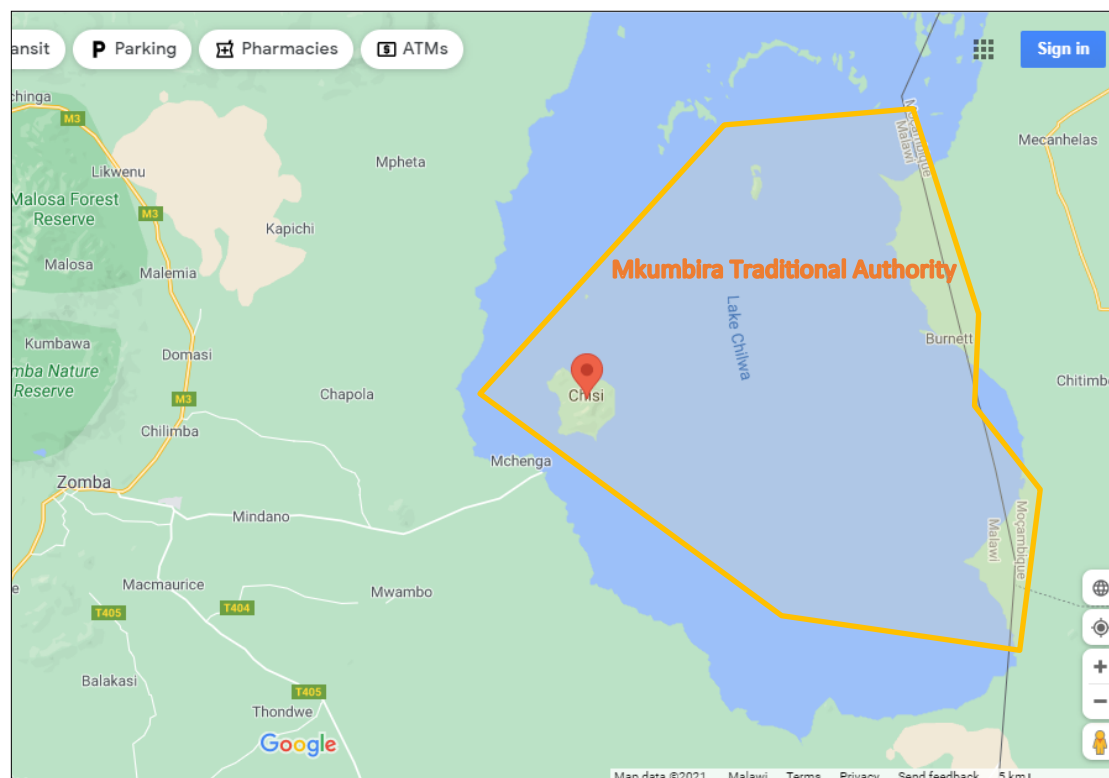 ansit
Parking
Pharmacies
ATMs
Sign in
chinga
M3
Likwenu
Mpheta
Moçambique
Malawi
Mecanhelas
Malosa Forest
Reserve
M3
Kapichi
Malosa
Malemia
Mkumbira Traditional Authority
Lake Chilwa
Kumbawa
Domasi
Burnett
mba Nature
Reserve
M3
Chapola
Chisi
Chitimb
Chilimba
Mchenga
Zomba
Mindano
Malawi
Moçambique
Macmaurice
Mwambo
e
T405
T404
Balakasi
T405
Thondwe
Google
Map data ©2021
Malawi
Terms
Privacy
Send feedback
5 km